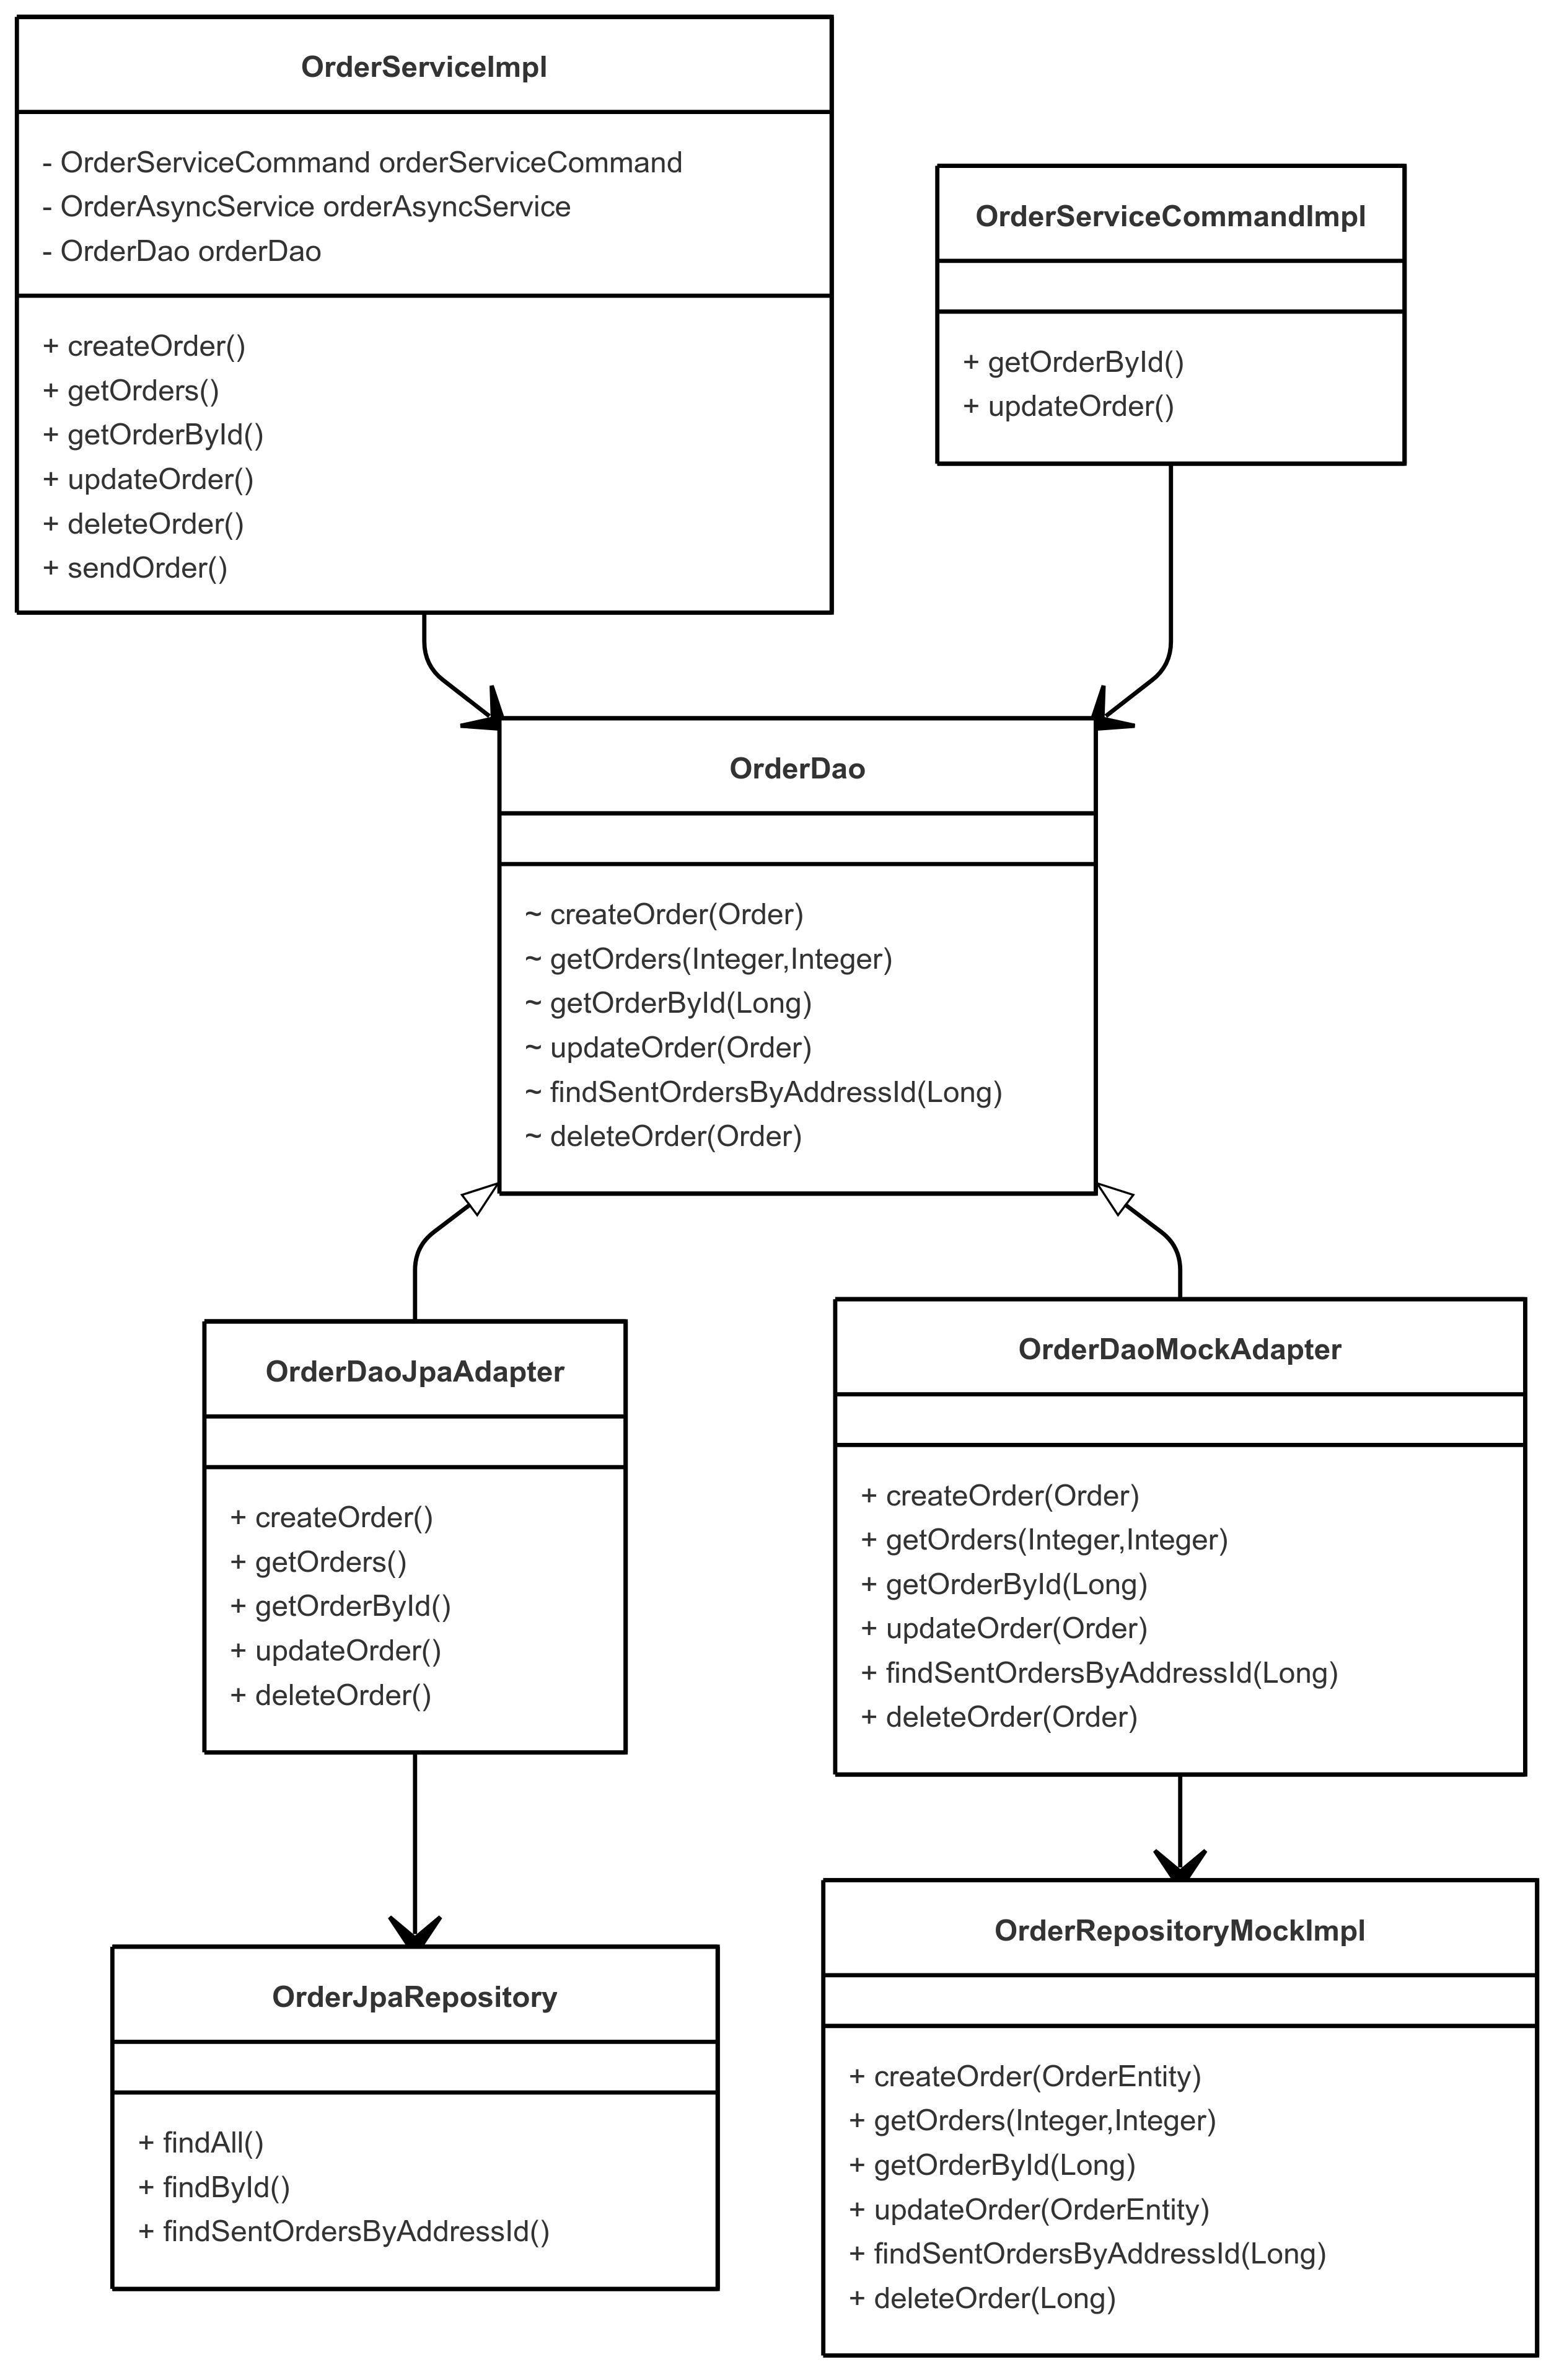 OrderServiceImpl
- OrderServiceCommand orderServiceCommand
- OrderAsyncService orderAsyncService
- OrderDao orderDao
+ createOrder()
+ getOrders()
+ getOrderById()
+ updateOrder()
+ deleteOrder()
+ sendOrder()
OrderServiceCommandImpl
+ getOrderById()
+ updateOrder()
OrderDao
~ createOrder(Order)
~ getOrders(Integer,Integer)
~ getOrderById(Long)
~ updateOrder(Order)
~ findSentOrdersByAddressId(Long)
~ deleteOrder(Order)
OrderDaoJpaAdapter
+ createOrder()
+ getOrders()
+ getOrderById()
+ updateOrder()
+ deleteOrder()
OrderDaoMockAdapter
+ createOrder(Order)
+ getOrders(Integer,Integer)
+ getOrderById(Long)
+ updateOrder(Order)
+ findSentOrdersByAddressId(Long)
+ deleteOrder(Order)
OrderJpaRepository
+ findAll()
+ findById()
+ findSentOrdersByAddressId()
OrderRepositoryMockImpl
+ createOrder(OrderEntity)
+ getOrders(Integer,Integer)
+ getOrderById(Long)
+ updateOrder(OrderEntity)
+ findSentOrdersByAddressId(Long)
+ deleteOrder(Long)